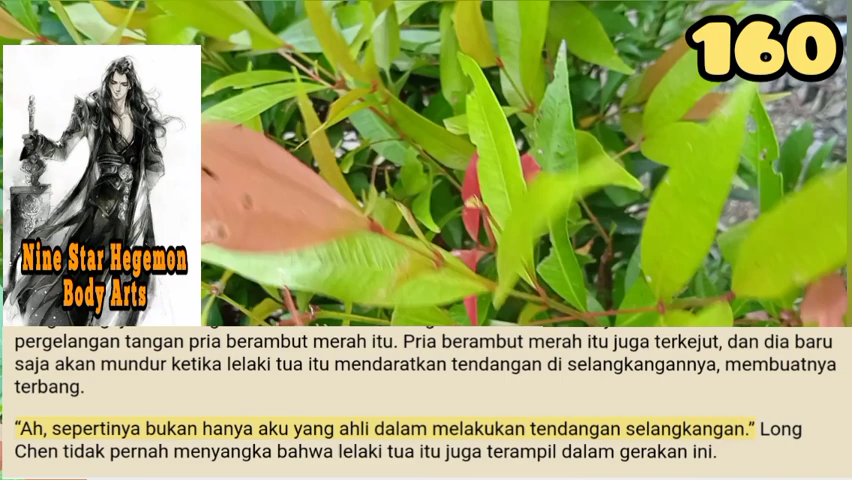 160
Nine Star Hegemon
Body Arts
pergelangan tangan pria berambut merah itu. Pria berambut merah itu juga terkejut, dan dia baru
saja akan mundur ketika lelaki tua itu mendaratkan tendangan di selangkangannya, membuatnya
terbang.
“Ah, sepertinya bukan hanya aku yang ahli dalam melakukan tendangan selangkangan.” Long
Chen tidak pernah menyangka bahwa lelaki tua itu juga terampil dalam gerakan ini.